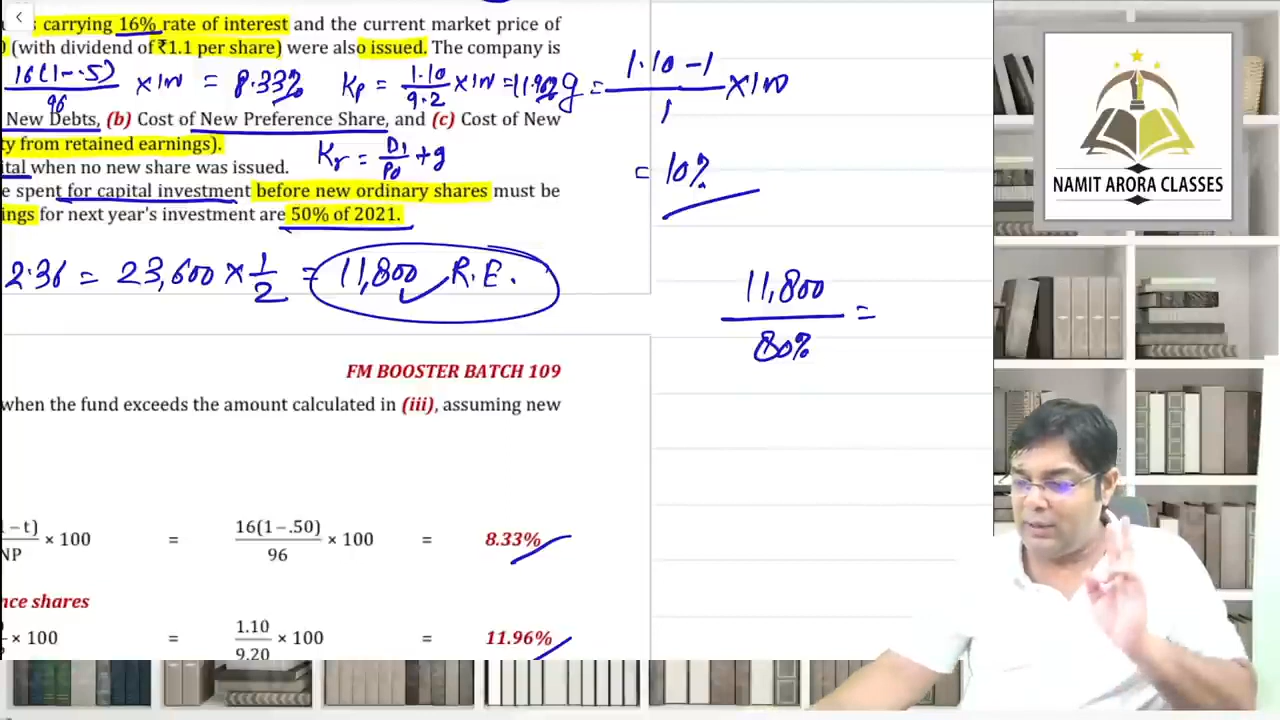 s carrying 16% rate of interest and the current market price of
(with dividend of ₹1.1 per share) were also issued. The company is
16(1-.5)/96 × 100 = 8.33% Kp = 1.10/9.2 × 100 = 11.96% g = 1.10-1/1 × 100
New Debts, (b) Cost of New Preference Share, and (c) Cost of New
ty from retained earnings).
Kr = D1/P0 + g
= 10%
ital when no new share was issued.
e spent for capital investment before new ordinary shares must be
ings for next year's investment are 50% of 2021.
2.36 = 23,600 × 1/2 = 11,800 R.E.
11,800/80% =
NAMIT ARORA CLASSES
FM BOOSTER BATCH 109
when the fund exceeds the amount calculated in (iii), assuming new
1-t)/NP × 100 = 16(1-.50)/96 × 100 = 8.33%
nce shares
× 100 = 1.10/9.20 × 100 = 11.96%